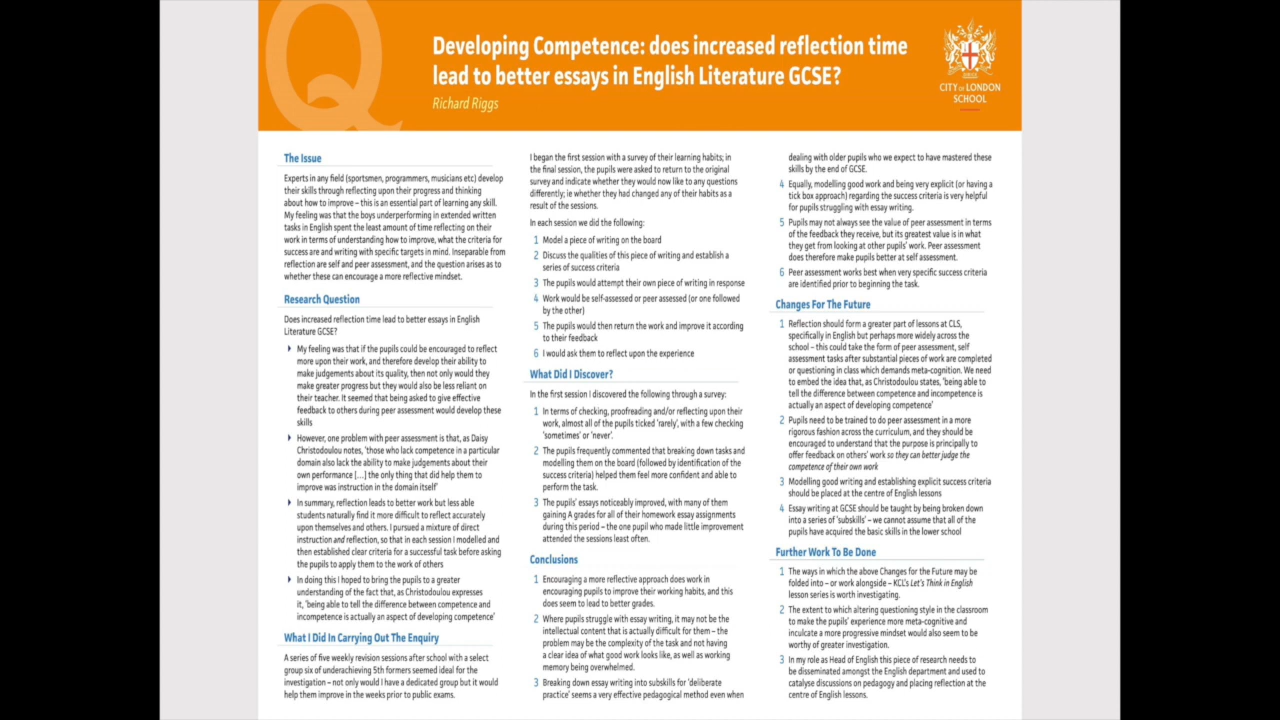 Developing Competence: does increased reflection time
lead to better essays in English Literature GCSE?
Richard Riggs
CITY OF LONDON
SCHOOL
The Issue
Experts in any field (sportsmen, programmers, musicians etc) develop
their skills through reflecting upon their progress and thinking
about how to improve – this is an essential part of learning any skill.
My feeling was that the boys underperforming in extended written
tasks in English spent the least amount of time reflecting on their
work in terms of understanding how to improve, what the criteria for
success are and writing with specific targets in mind. Inseparable from
reflection are self and peer assessment, and the question arises as to
whether these can encourage a more reflective mindset.
Research Question
Does increased reflection time lead to better essays in English
Literature GCSE?
My feeling was that if the pupils could be encouraged to reflect
more upon their work, and therefore develop their ability to
make judgements about its quality, then not only would they
make greater progress but they would also be less reliant on
their teacher. It seemed that being asked to give effective
feedback to others during peer assessment would develop these
skills
However, one problem with peer assessment is that, as Daisy
Christodoulou notes, 'those who lack competence in a particular
domain also lack the ability to make judgements about their
own performance [...] the only thing that did help them to
improve was instruction in the domain itself'
In summary, reflection leads to better work but less able
students naturally find it more difficult to reflect accurately
upon themselves and others. I pursued a mixture of direct
instruction and reflection, so that in each session I modelled and
then established clear criteria for a successful task before asking
the pupils to apply them to the work of others
In doing this I hoped to bring the pupils to a greater
understanding of the fact that, as Christodoulou expresses
it, 'being able to tell the difference between competence and
incompetence is actually an aspect of developing competence'
What I Did In Carrying Out The Enquiry
A series of five weekly revision sessions after school with a select
group six of underachieving 5th formers seemed ideal for the
investigation – not only would I have a dedicated group but it would
help them improve in the weeks prior to public exams.
I began the first session with a survey of their learning habits; in
the final session, the pupils were asked to return to the original
survey and indicate whether they would now like to any questions
differently; ie whether they had changed any of their habits as a
result of the sessions.
In each session we did the following:
1 Model a piece of writing on the board
2 Discuss the qualities of this piece of writing and establish a
series of success criteria
3 The pupils would attempt their own piece of writing in response
4 Work would be self-assessed or peer assessed (or one followed
by the other)
5 The pupils would then return the work and improve it according
to their feedback
6 I would ask them to reflect upon the experience
What Did I Discover?
In the first session I discovered the following through a survey:
1 In terms of checking, proofreading and/or reflecting upon their
work, almost all of the pupils ticked 'rarely', with a few checking
'sometimes' or 'never'.
2 The pupils frequently commented that breaking down tasks and
modelling them on the board (followed by identification of the
success criteria) helped them feel more confident and able to
perform the task.
3 The pupils' essays noticeably improved, with many of them
gaining A grades for all of their homework essay assignments
during this period – the one pupil who made little improvement
attended the sessions least often.
Conclusions
1 Encouraging a more reflective approach does work in
encouraging pupils to improve their working habits, and this
does seem to lead to better grades.
2 Where pupils struggle with essay writing, it may not be the
intellectual content that is actually difficult for them – the
problem may be the complexity of the task and not having
a clear idea of what good work looks like, as well as working
memory being overwhelmed.
3 Breaking down essay writing into subskills for 'deliberate
practice' seems a very effective pedagogical method even when
dealing with older pupils who we expect to have mastered these
skills by the end of GCSE.
4 Equally, modelling good work and being very explicit (or having a
tick box approach) regarding the success criteria is very helpful
for pupils struggling with essay writing.
5 Pupils may not always see the value of peer assessment in terms
of the feedback they receive, but its greatest value is in what
they get from looking at other pupils' work. Peer assessment
does therefore make pupils better at self assessment.
6 Peer assessment works best when very specific success criteria
are identified prior to beginning the task.
Changes For The Future
1 Reflection should form a greater part of lessons at CLS,
specifically in English but perhaps more widely across the
school – this could take the form of peer assessment, self
assessment tasks after substantial pieces of work are completed
or questioning in class which demands meta-cognition. We need
to embed the idea that, as Christodoulou states, 'being able to
tell the difference between competence and incompetence is
actually an aspect of developing competence'
2 Pupils need to be trained to do peer assessment in a more
rigorous fashion across the curriculum, and they should be
encouraged to understand that the purpose is principally to
offer feedback on others' work so they can better judge the
competence of their own work
3 Modelling good writing and establishing explicit success criteria
should be placed at the centre of English lessons
4 Essay writing at GCSE should be taught by being broken down
into a series of 'subskills' – we cannot assume that all of the
pupils have acquired the basic skills in the lower school
Further Work To Be Done
1 The ways in which the above Changes for the Future may be
folded into – or work alongside – KCL's Let's Think in English
lesson series is worth investigating.
2 The extent to which altering questioning style in the classroom
to make the pupils' experience more meta-cognitive and
inculcate a more progressive mindset would also seem to be
worthy of greater investigation.
3 In my role as Head of English this piece of research needs to
be disseminated amongst the English department and used to
catalyse discussions on pedagogy and placing reflection at the
centre of English lessons.